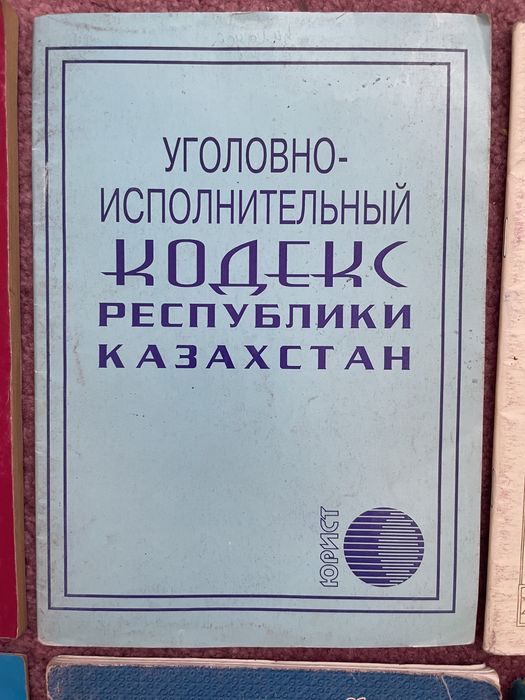 УГОЛОВНО-
ИСПОЛНИТЕЛЬНЫЙ
КОДЕКС
РЕСПУБЛИКИ
КАЗАХСТАН
ЮРИСТ